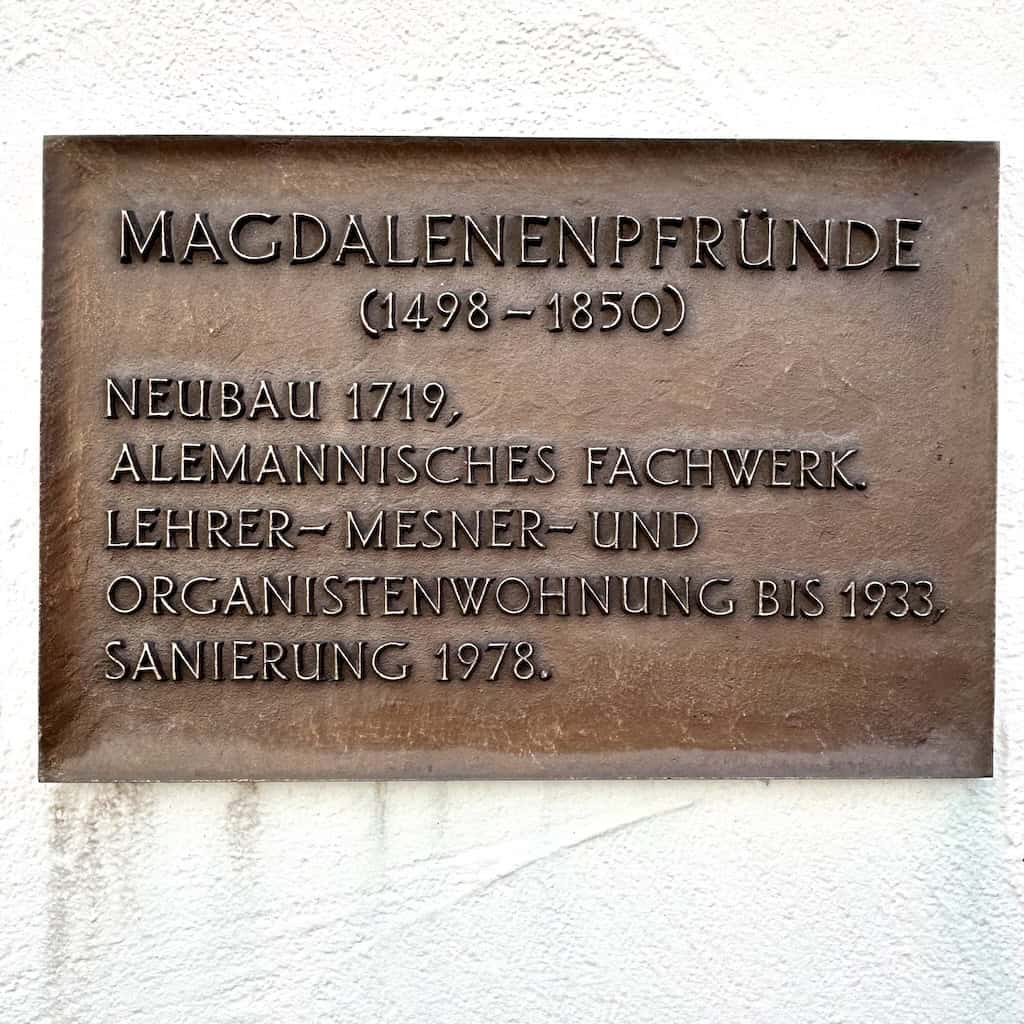 MAGDALENENPFRÜNDE
(1498 – 1850)
NEUBAU 1719,
ALEMANNISCHES FACHWERK.
LEHRER- MESNER- UND
ORGANISTENWOHNUNG BIS 1933,
SANIERUNG 1978.